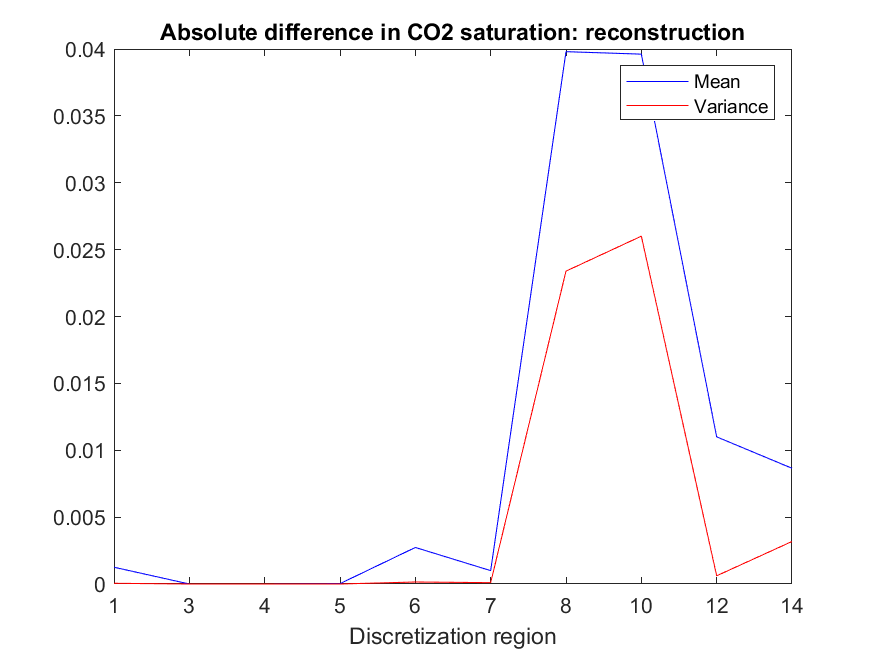 Absolute difference in CO2 saturation: reconstruction
0.04
0.035
0.03
0.025
0.02
0.015
0.01
0.005
0
Mean
Variance
1 3 4 5 6 7 8 10 12 14
Discretization region